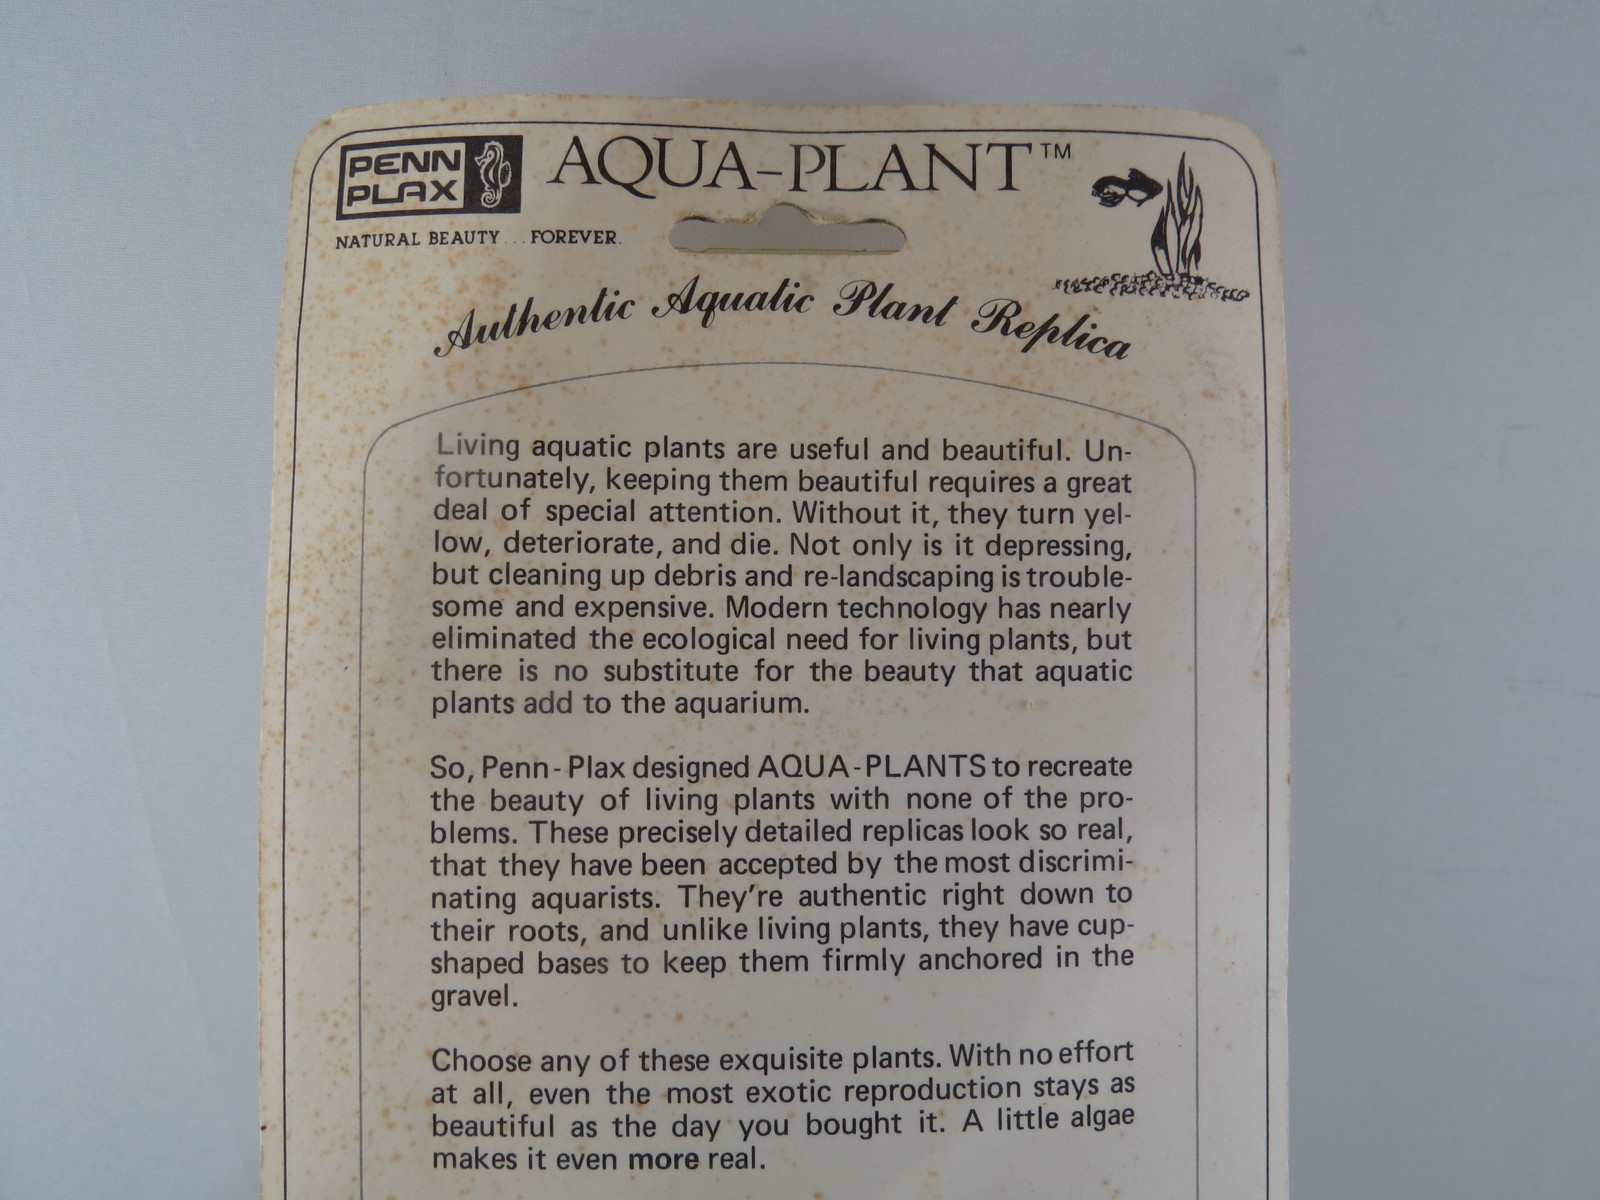 PENN
PLAX
AQUA-PLANT™
NATURAL BEAUTY ... FOREVER.
Authentic Aquatic Plant Replica
Living aquatic plants are useful and beautiful. Un-
fortunately, keeping them beautiful requires a great
deal of special attention. Without it, they turn yel-
low, deteriorate, and die. Not only is it depressing,
but cleaning up debris and re-landscaping is trouble-
some and expensive. Modern technology has nearly
eliminated the ecological need for living plants, but
there is no substitute for the beauty that aquatic
plants add to the aquarium.
So, Penn-Plax designed AQUA-PLANTS to recreate
the beauty of living plants with none of the pro-
blems. These precisely detailed replicas look so real,
that they have been accepted by the most discrimi-
nating aquarists. They're authentic right down to
their roots, and unlike living plants, they have cup-
shaped bases to keep them firmly anchored in the
gravel.
Choose any of these exquisite plants. With no effort
at all, even the most exotic reproduction stays as
beautiful as the day you bought it. A little algae
makes it even more real.